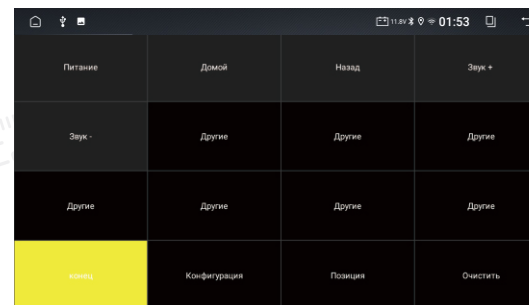 11.8V 01:53
Питание Домой Назад Звук +
Звук - Другие Другие Другие
Другие Другие Другие Другие
конец Конфигурация Позиция Очистить